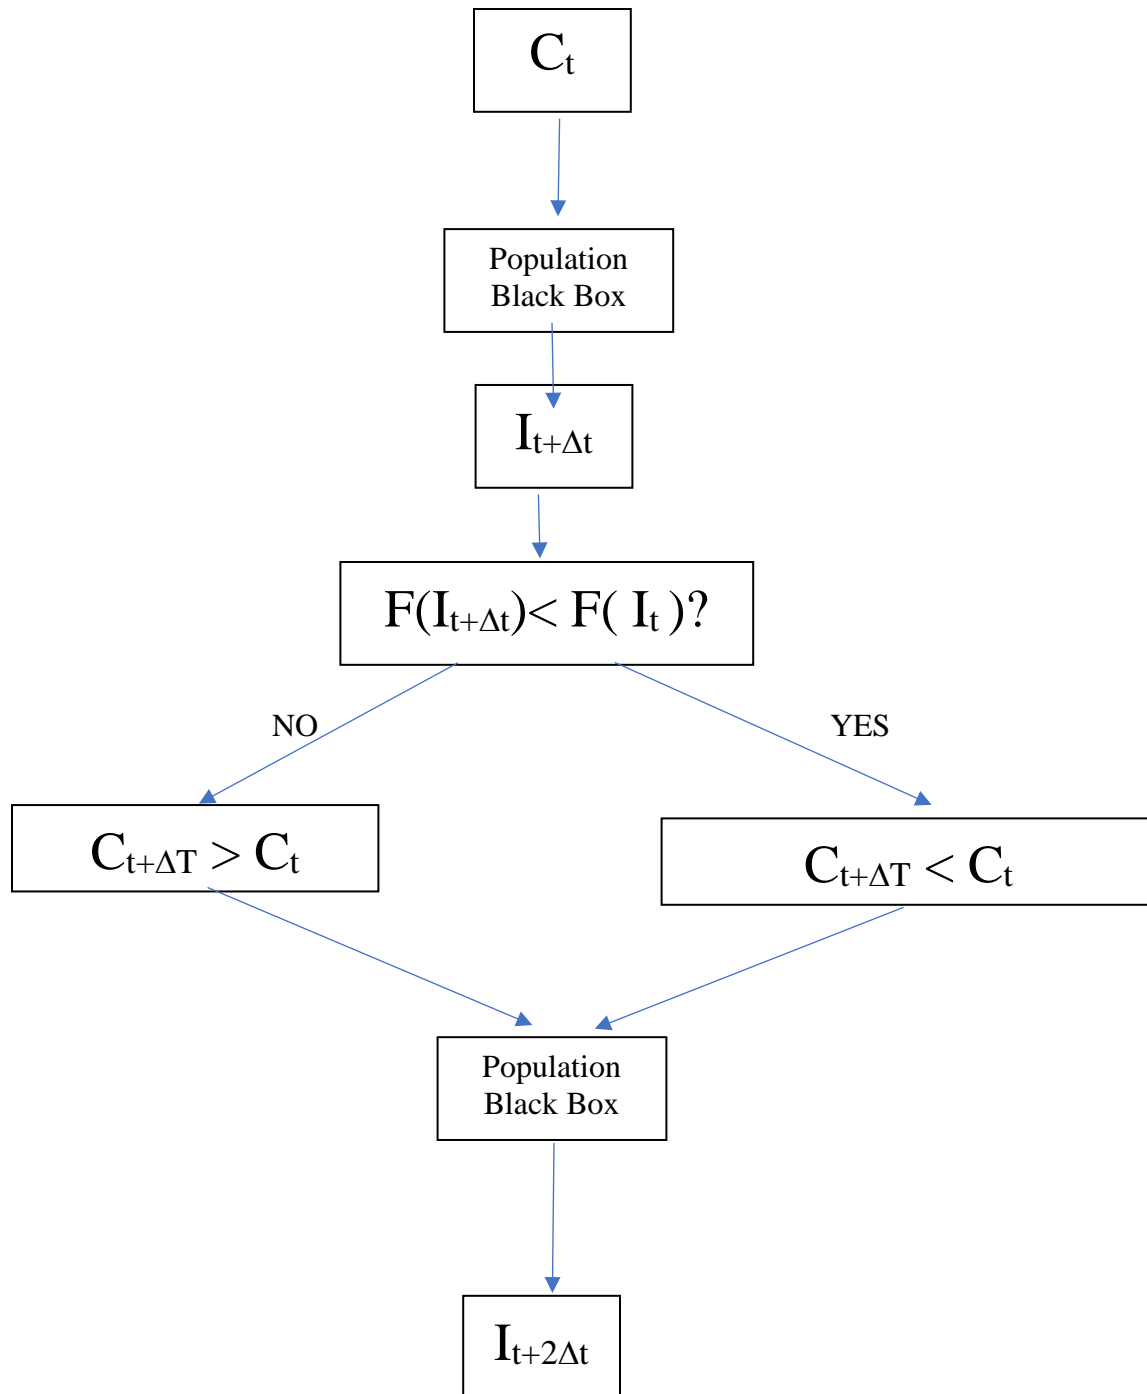 Cₜ
Population
Black Box
Iₜ₊Δₜ
F(Iₜ₊Δₜ)< F( Iₜ )?
NO
YES
Cₜ₊ΔT > Cₜ
Cₜ₊ΔT < Cₜ
Population
Black Box
Iₜ₊₂Δₜ